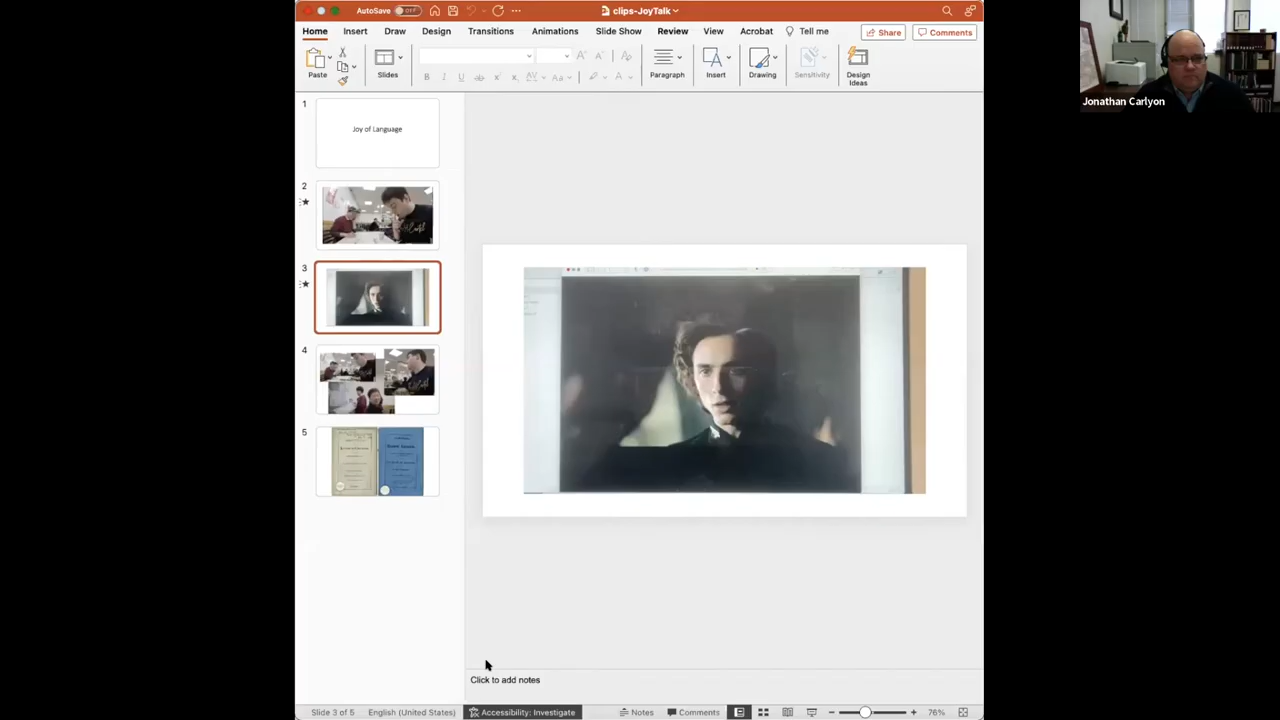 AutoSave OFF
clips-JoyTalk
Home Insert Draw Design Transitions Animations Slide Show Review View Acrobat Tell me Share Comments
Paste Slides Paragraph Insert Drawing Sensitivity Design Ideas
1
Joy of Language
2
3
4
5
Click to add notes
Slide 3 of 5 English (United States) Accessibility: Investigate Notes Comments 76%
Jonathan Carlyon